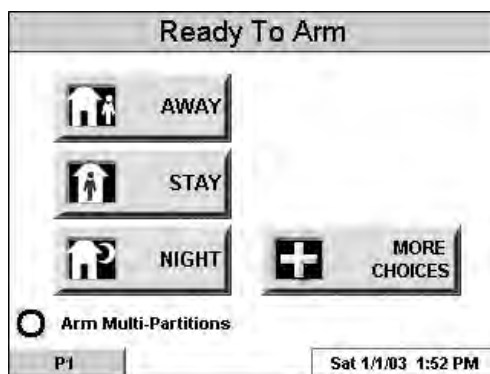 Ready To Arm
AWAY
STAY
NIGHT
MORE
CHOICES
Arm Multi-Partitions
P1
Sat 1/1/03 1:52 PM